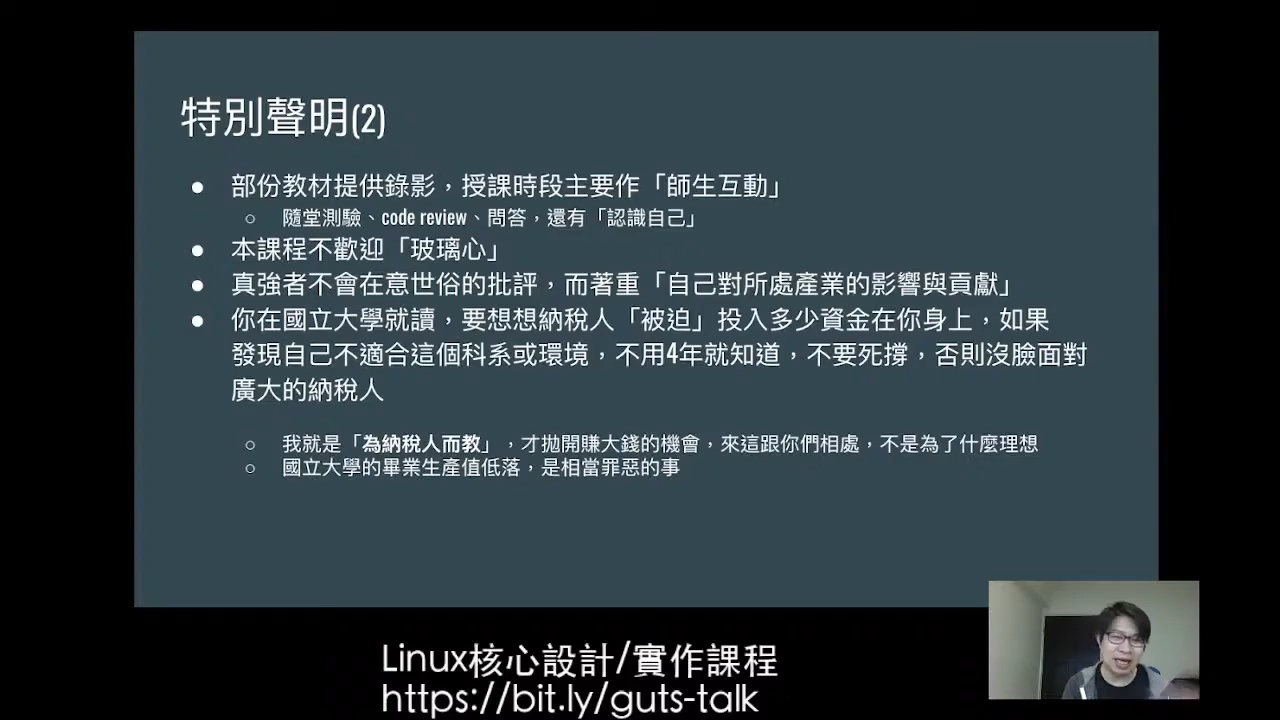 特別聲明(2)
● 部份教材提供錄影，授課時段主要作「師生互動」
○ 隨堂測驗、code review、問答，還有「認識自己」
● 本課程不歡迎「玻璃心」
● 真強者不會在意世俗的批評，而著重「自己對所處產業的影響與貢獻」
● 你在國立大學就讀，要想想納稅人「被迫」投入多少資金在你身上，如果
發現自己不適合這個科系或環境，不用4年就知道，不要死撐，否則沒臉面對
廣大的納稅人
○ 我就是「為納稅人而教」，才拋開賺大錢的機會，來這跟你們相處，不是為了什麼理想
○ 國立大學的畢業生產值低落，是相當罪惡的事
Linux核心設計/實作課程
https://bit.ly/guts-talk